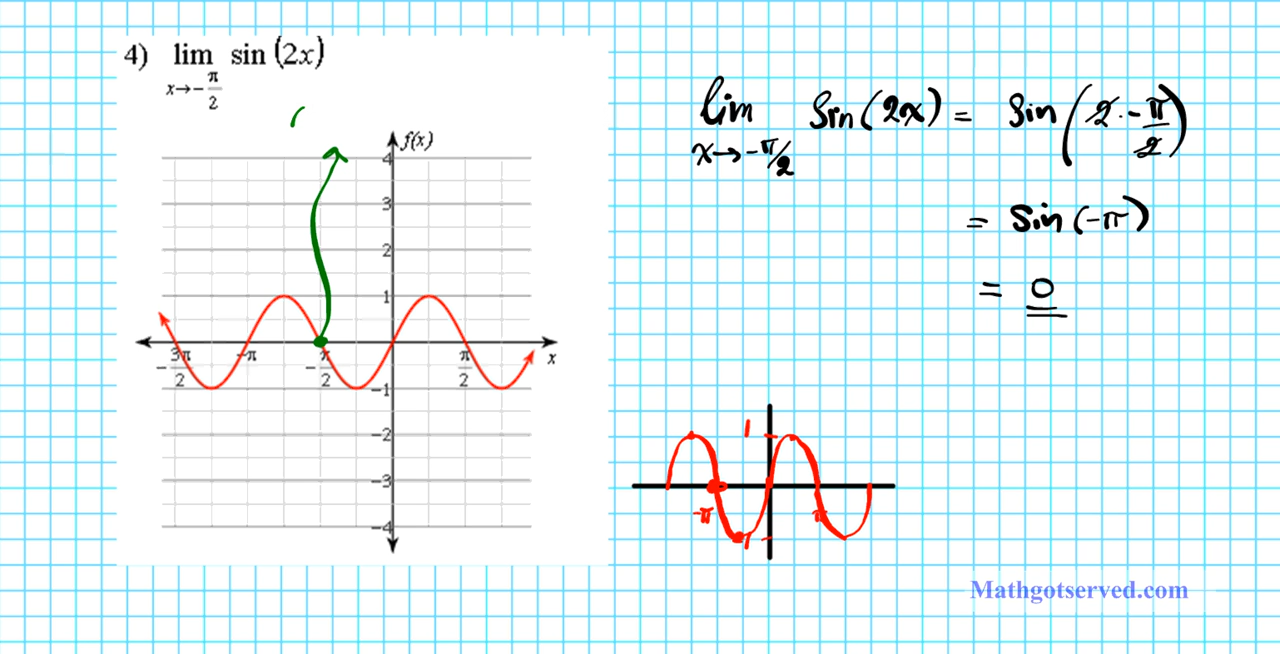 4) lim sin (2x)
x→-π/2
f(x)
4
3
2
1
-3π/2 -π -π/2 π/2 x
-1
-2
-3
-4
lim sin(2x) = sin(2·-π/2)
x→-π/2
= sin(-π)
= 0
1
-π π
-1
Mathgotserved.com